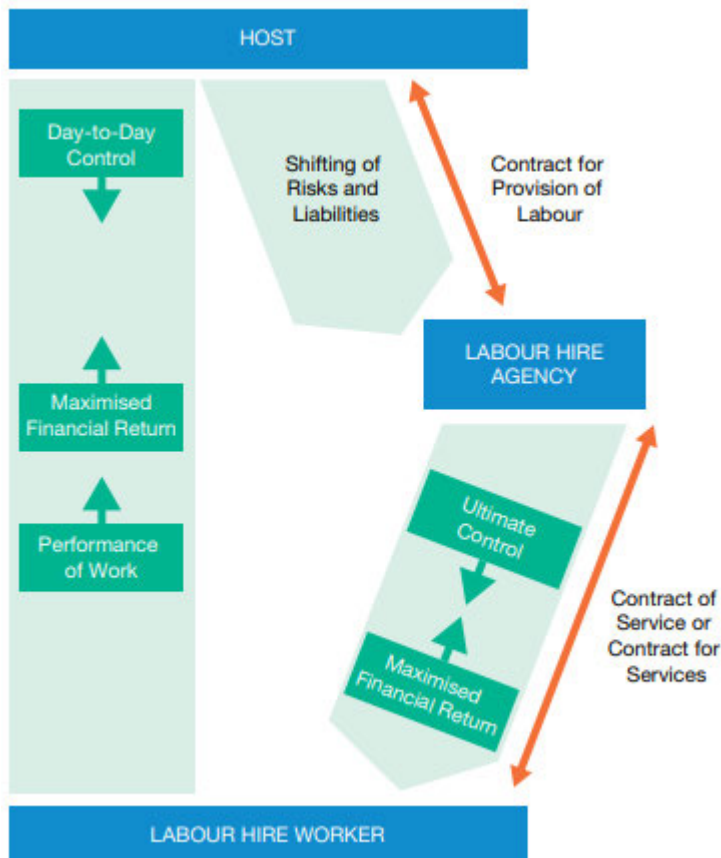 HOST
Day-to-Day
Control
Shifting of
Risks and
Liabilities
Contract for
Provision of
Labour
LABOUR HIRE
AGENCY
Maximised
Financial Return
Performance
of Work
Ultimate
Control
Maximised
Financial Return
Contract of
Service or
Contract for
Services
LABOUR HIRE WORKER